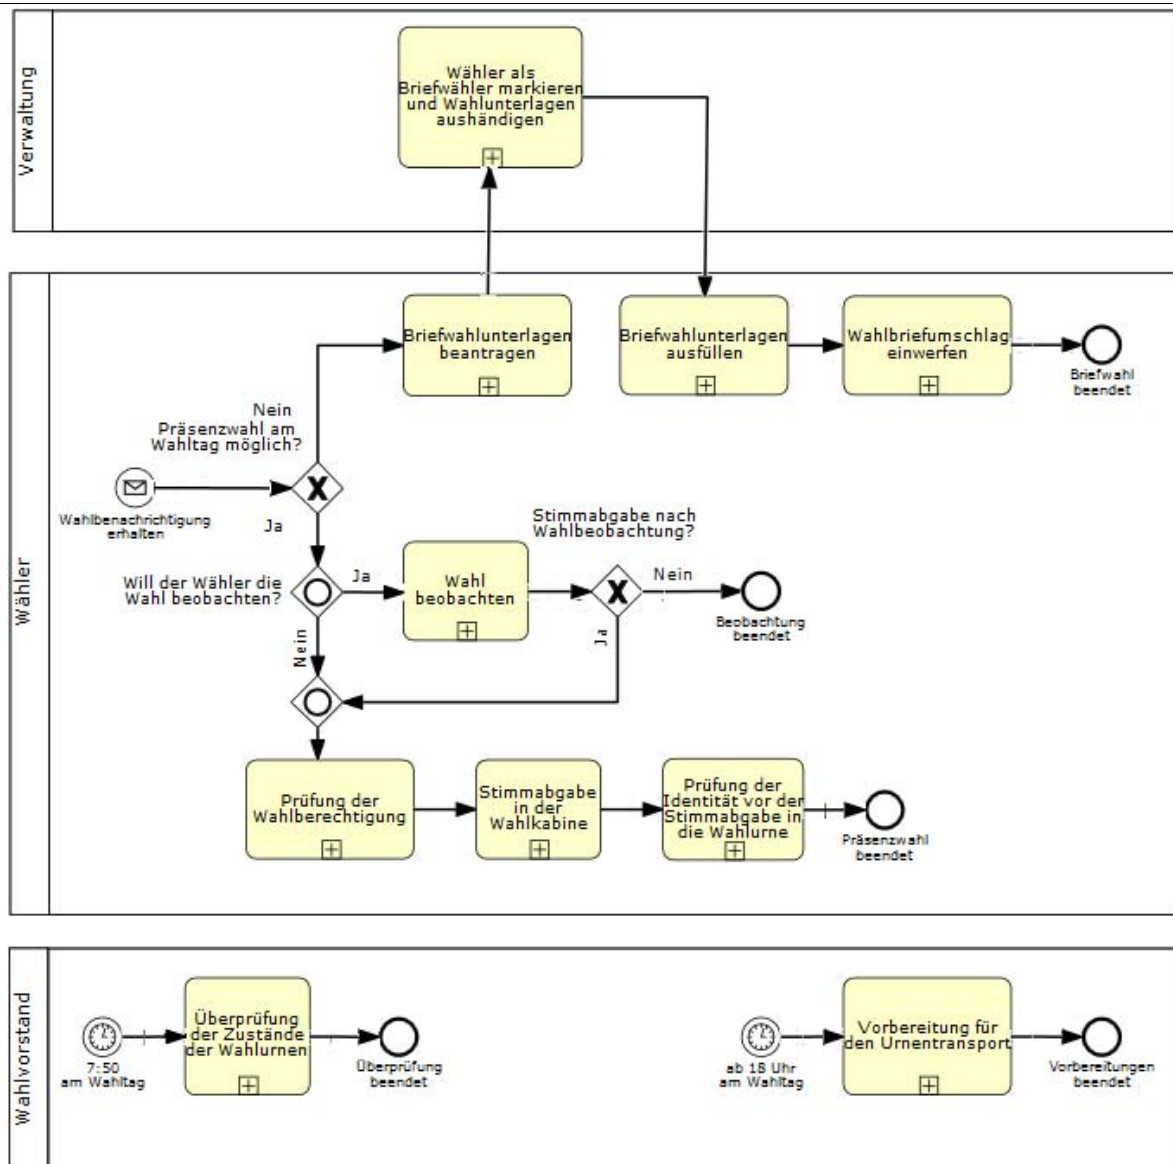 Verwaltung
Wähler als
Briefwähler markieren
und Wahlunterlagen
aushändigen
Wähler
Briefwahlunterlagen
beantragen
Briefwahlunterlagen
ausfüllen
Wahlbriefumschlag
einwerfen
Briefwahl
beendet
Nein
Präsenzwahl am
Wahltag möglich?
Wahlbenachrichtigung
erhalten
Ja
Stimmabgabe nach
Wahlbeobachtung?
Will der Wähler die
Wahl beobachten?
Ja
Wahl
beobachten
Nein
Beobachtung
beendet
Nein
Ja
Prüfung der
Wahlberechtigung
Stimmabgabe
in der
Wahlkabine
Prüfung der
Identität vor der
Stimmabgabe in
die Wahlurne
Präsenzwahl
beendet
Wahlvorstand
7:50
am Wahltag
Überprüfung
der Zustände
der Wahlurnen
Überprüfung
beendet
ab 18 Uhr
am Wahltag
Vorbereitung für
den Urnentransport
Vorbereitungen
beendet